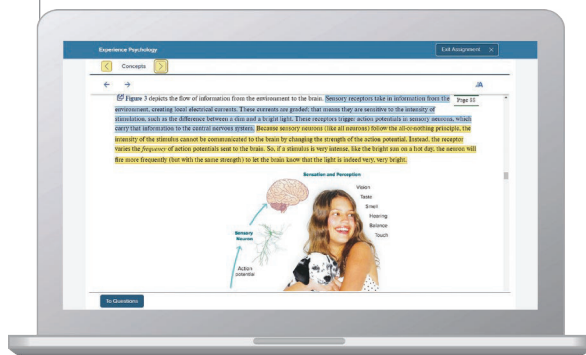 Experience Psychology
Exit Assignment ×
Concepts
Figure 3 depicts the flow of information from the environment to the brain. Sensory receptors take in information from the
Page 88
environment, creating local electrical currents. These currents are graded; that means they are sensitive to the intensity of
stimulation, such as the difference between a dim and a bright light. These receptors trigger action potentials in sensory neurons, which
carry that information to the central nervous system. Because sensory neurons (like all neurons) follow the all-or-nothing principle, the
intensity of the stimulus cannot be communicated to the brain by changing the strength of the action potential. Instead, the receptor
varies the frequency of action potentials sent to the brain. So, if a stimulus is very intense, like the bright sun on a hot day, the neuron will
fire more frequently (but with the same strength) to let the brain know that the light is indeed very, very bright.
Sensation and Perception
Vision
Taste
Smell
Hearing
Balance
Touch
Sensory
Neuron
Action
potential
To Questions